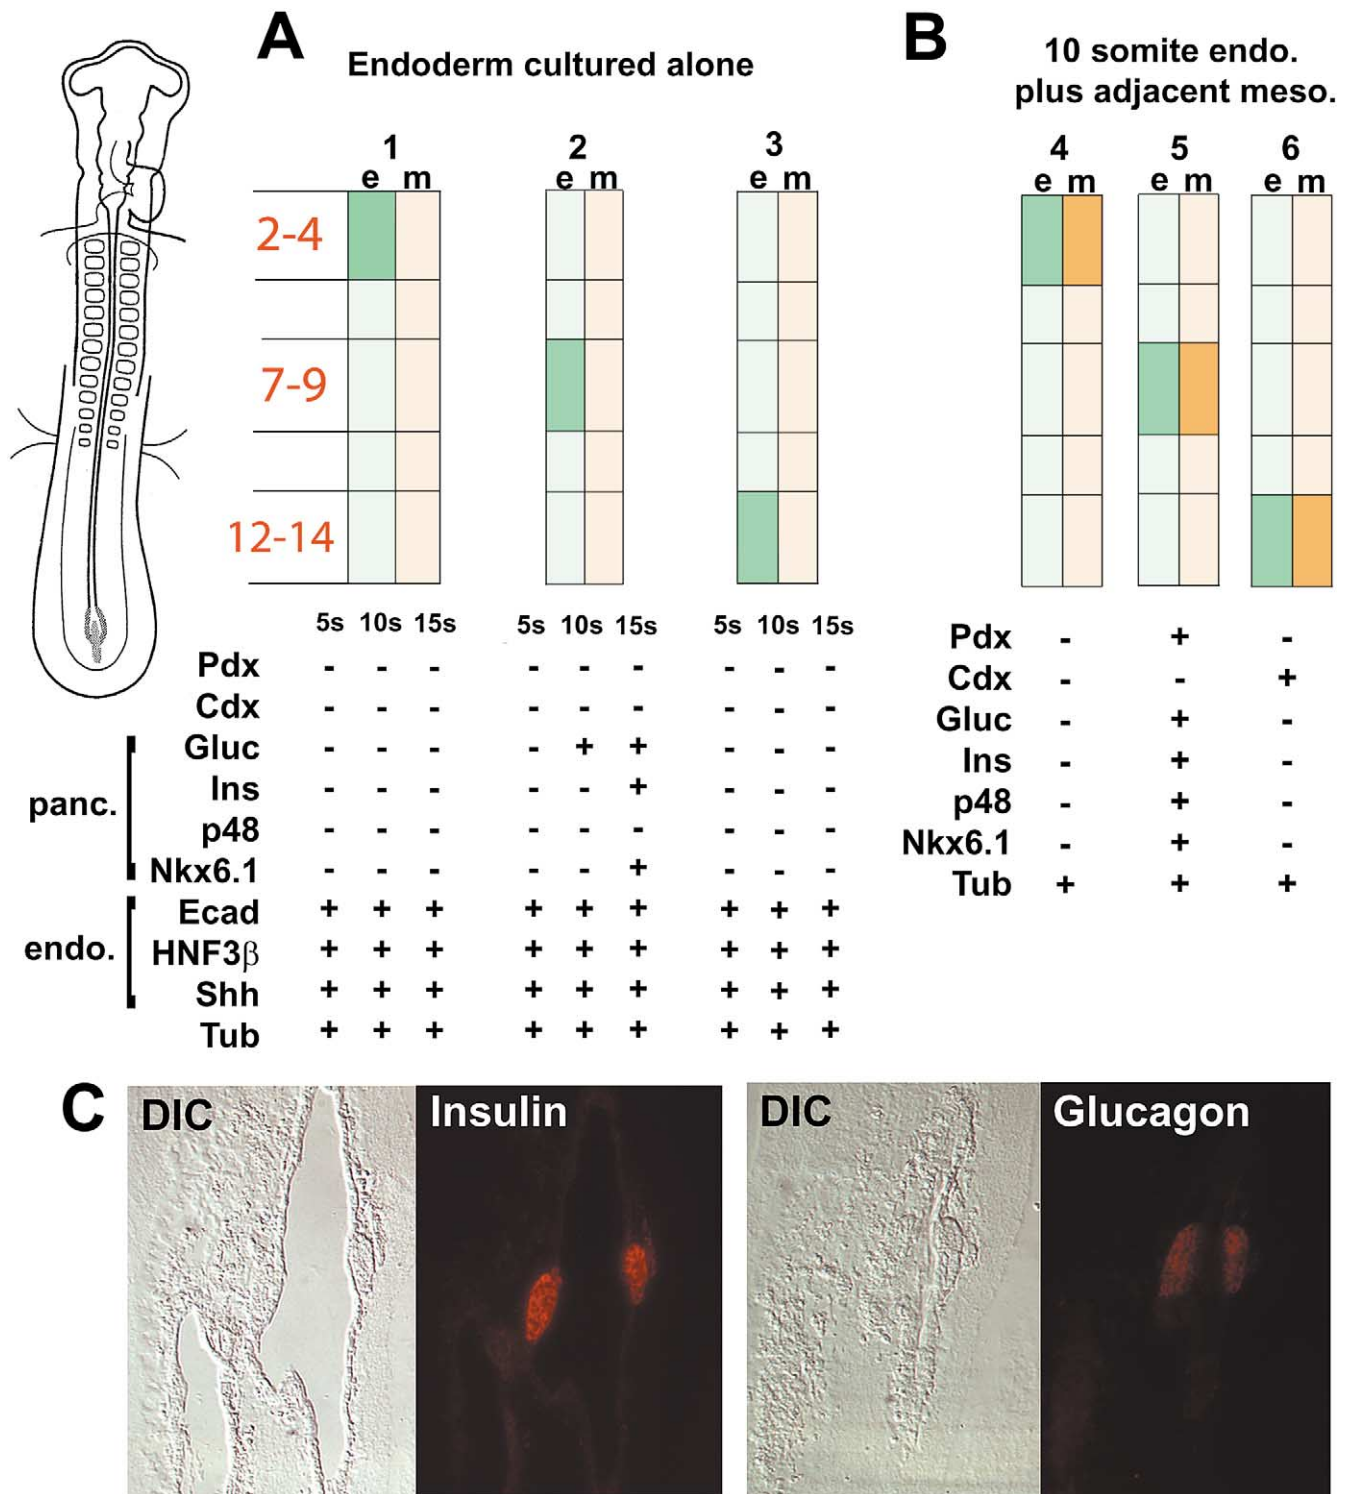 A
Endoderm cultured alone
B
10 somite endo.
plus adjacent meso.
1 2 3
e m e m e m
4 5 6
e m e m e m
2-4
7-9
12-14
5s 10s 15s 5s 10s 15s 5s 10s 15s
Pdx - - - - - - - - -
Cdx - - - - - - - - -
panc.
Gluc - - - - + + - - -
Ins - - - - - + - - -
p48 - - - - - - - - -
Nkx6.1 - - - - - + - - -
endo.
Ecad + + + + + + + + +
HNF3β + + + + + + + + +
Shh + + + + + + + + +
Tub + + + + + + + + +
Pdx - + -
Cdx - - +
Gluc - + -
Ins - + -
p48 - + -
Nkx6.1 - + -
Tub + + +
C
DIC
Insulin
DIC
Glucagon